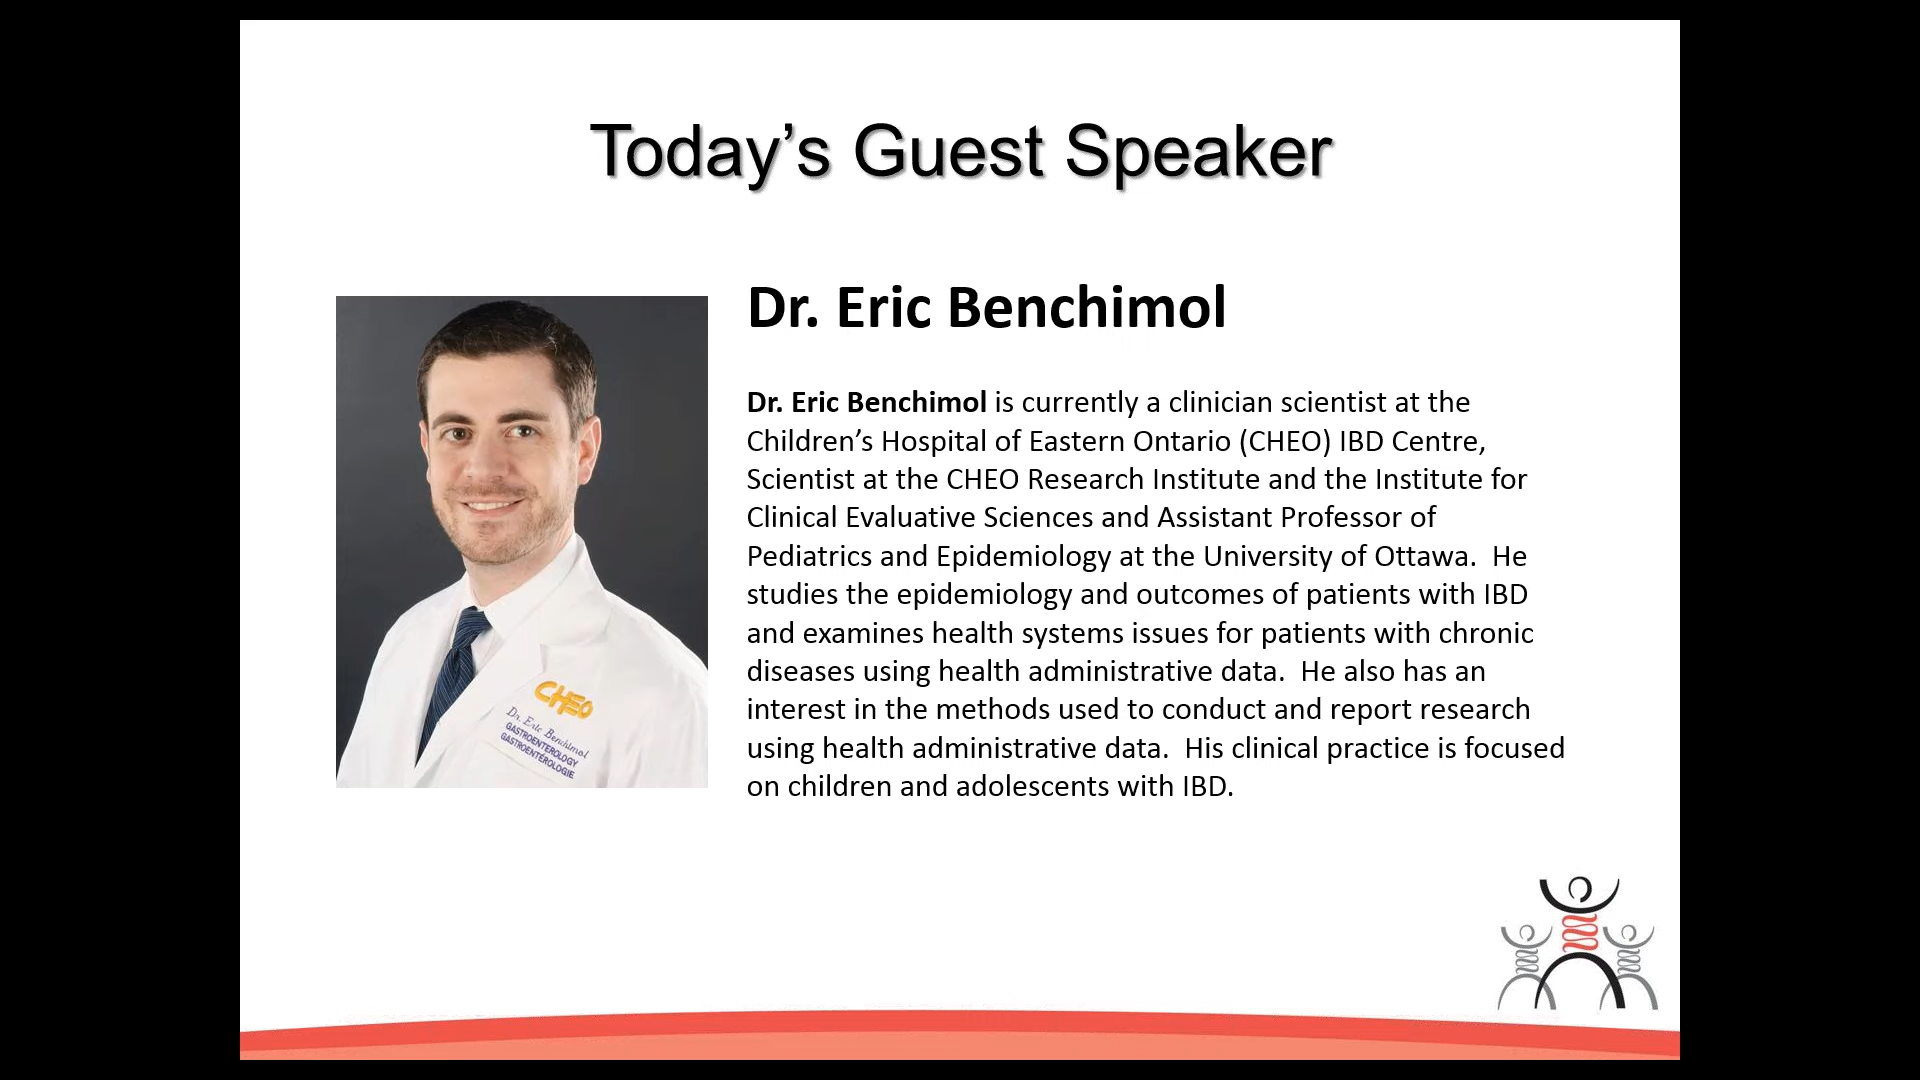 Today’s Guest Speaker
Dr. Eric Benchimol
Dr. Eric Benchimol is currently a clinician scientist at the
Children’s Hospital of Eastern Ontario (CHEO) IBD Centre,
Scientist at the CHEO Research Institute and the Institute for
Clinical Evaluative Sciences and Assistant Professor of
Pediatrics and Epidemiology at the University of Ottawa.  He
studies the epidemiology and outcomes of patients with IBD
and examines health systems issues for patients with chronic
diseases using health administrative data.  He also has an
interest in the methods used to conduct and report research
using health administrative data.  His clinical practice is focused
on children and adolescents with IBD.
CHEO
Dr. Eric Benchimol
GASTROENTEROLOGY
GASTROENTÉROLOGIE